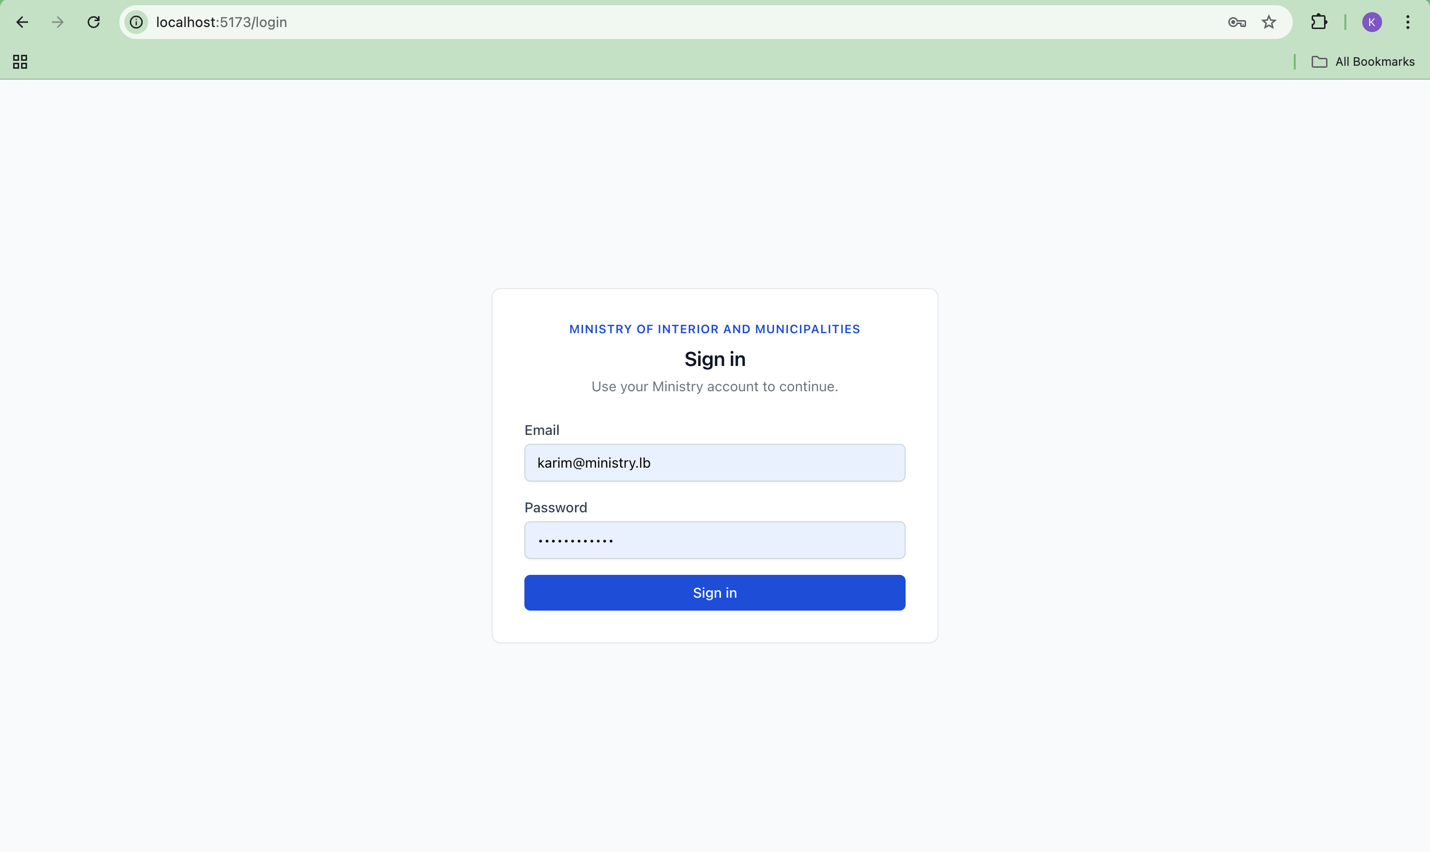 localhost:5173/login
K
All Bookmarks
MINISTRY OF INTERIOR AND MUNICIPALITIES
Sign in
Use your Ministry account to continue.
Email
karim@ministry.lb
Password
••••••••••••
Sign in